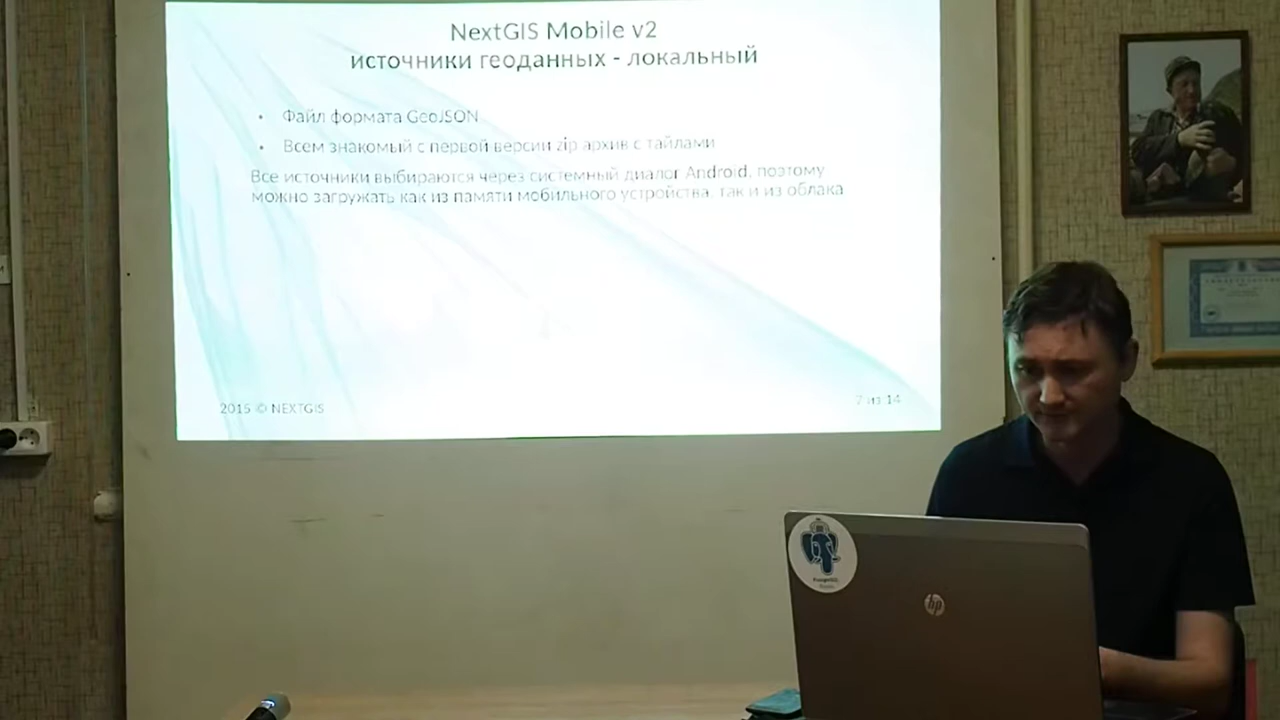 NextGIS Mobile v2
источники геоданных - локальный
• Файл формата GeoJSON
• Всем знакомый с первой версии zip архив с тайлами
Все источники выбираются через системный диалог Android, поэтому
можно загружать как из памяти мобильного устройства, так и из облака
2015 © NEXTGIS
7 из 14
PostgreSQL
hp